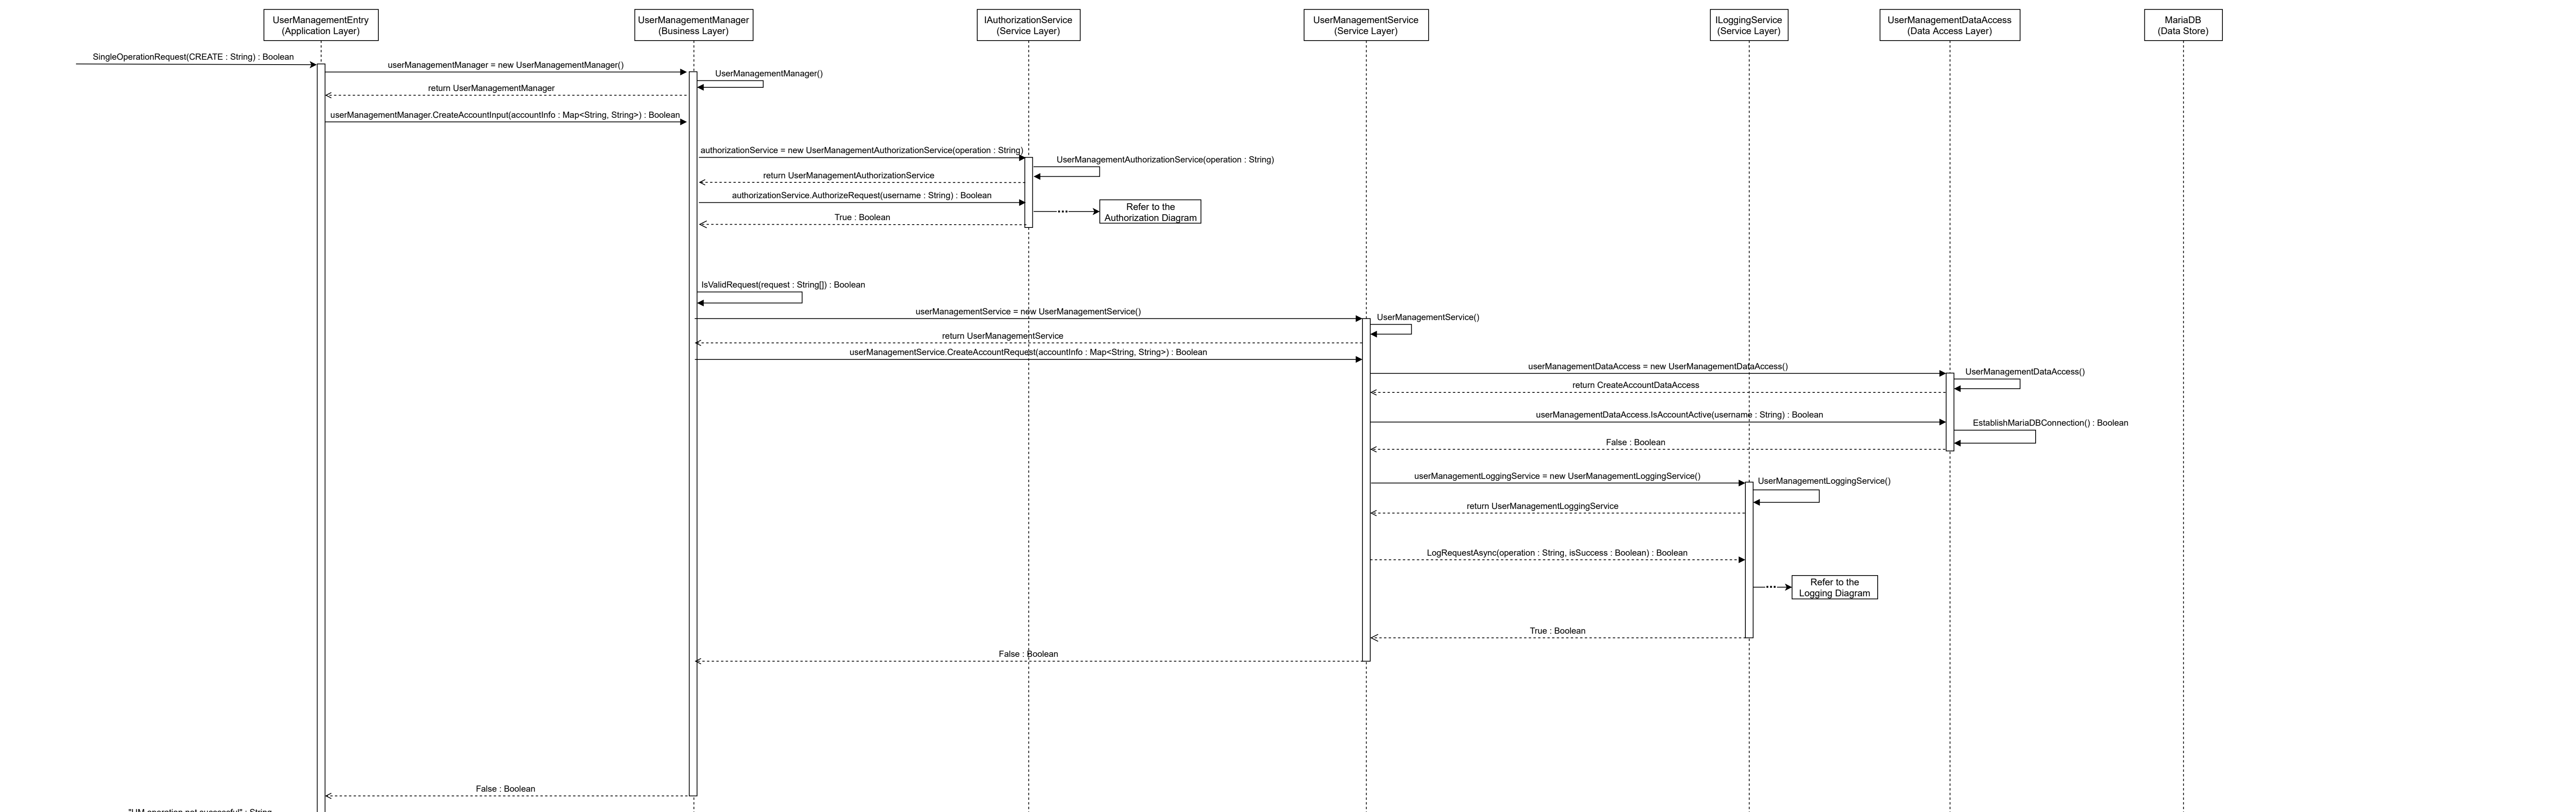 UserManagementEntry
(Application Layer)
UserManagementManager
(Business Layer)
IAuthorizationService
(Service Layer)
UserManagementService
(Service Layer)
ILoggingService
(Service Layer)
UserManagementDataAccess
(Data Access Layer)
MariaDB
(Data Store)
SingleOperationRequest(CREATE : String) : Boolean
userManagementManager = new UserManagementManager()
UserManagementManager()
return UserManagementManager
userManagementManager.CreateAccountInput(accountInfo : Map<String, String>) : Boolean
authorizationService = new UserManagementAuthorizationService(operation : String)
UserManagementAuthorizationService(operation : String)
return UserManagementAuthorizationService
authorizationService.AuthorizeRequest(username : String) : Boolean
Refer to the
Authorization Diagram
True : Boolean
IsValidRequest(request : String[]) : Boolean
userManagementService = new UserManagementService()
UserManagementService()
return UserManagementService
userManagementService.CreateAccountRequest(accountInfo : Map<String, String>) : Boolean
userManagementDataAccess = new UserManagementDataAccess()
UserManagementDataAccess()
return CreateAccountDataAccess
userManagementDataAccess.IsAccountActive(username : String) : Boolean
EstablishMariaDBConnection() : Boolean
False : Boolean
userManagementLoggingService = new UserManagementLoggingService()
UserManagementLoggingService()
return UserManagementLoggingService
LogRequestAsync(operation : String, isSuccess : Boolean) : Boolean
Refer to the
Logging Diagram
True : Boolean
False : Boolean
False : Boolean
"UM operation not successful" : String